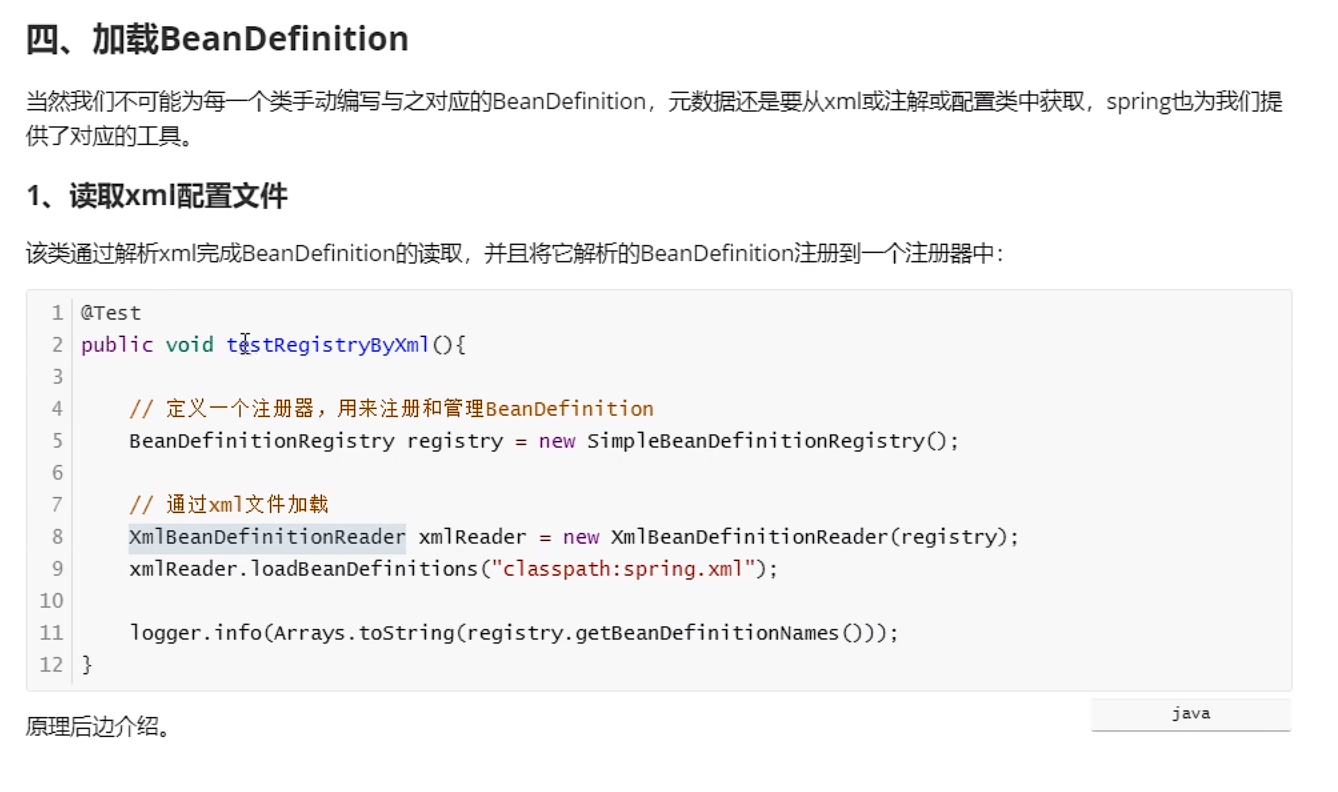 四、加载BeanDefinition
当然我们不可能为每一个类手动编写与之对应的BeanDefinition，元数据还是要从xml或注解或配置类中获取，spring也为我们提
供了对应的工具。
1、读取xml配置文件
该类通过解析xml完成BeanDefinition的读取，并且将它解析的BeanDefinition注册到一个注册器中：
1 @Test
2 public void testRegistryByXml(){
3
4     // 定义一个注册器，用来注册和管理BeanDefinition
5     BeanDefinitionRegistry registry = new SimpleBeanDefinitionRegistry();
6
7     // 通过xml文件加载
8     XmlBeanDefinitionReader xmlReader = new XmlBeanDefinitionReader(registry);
9     xmlReader.loadBeanDefinitions("classpath:spring.xml");
10
11     logger.info(Arrays.toString(registry.getBeanDefinitionNames()));
12 }
java
原理后边介绍。